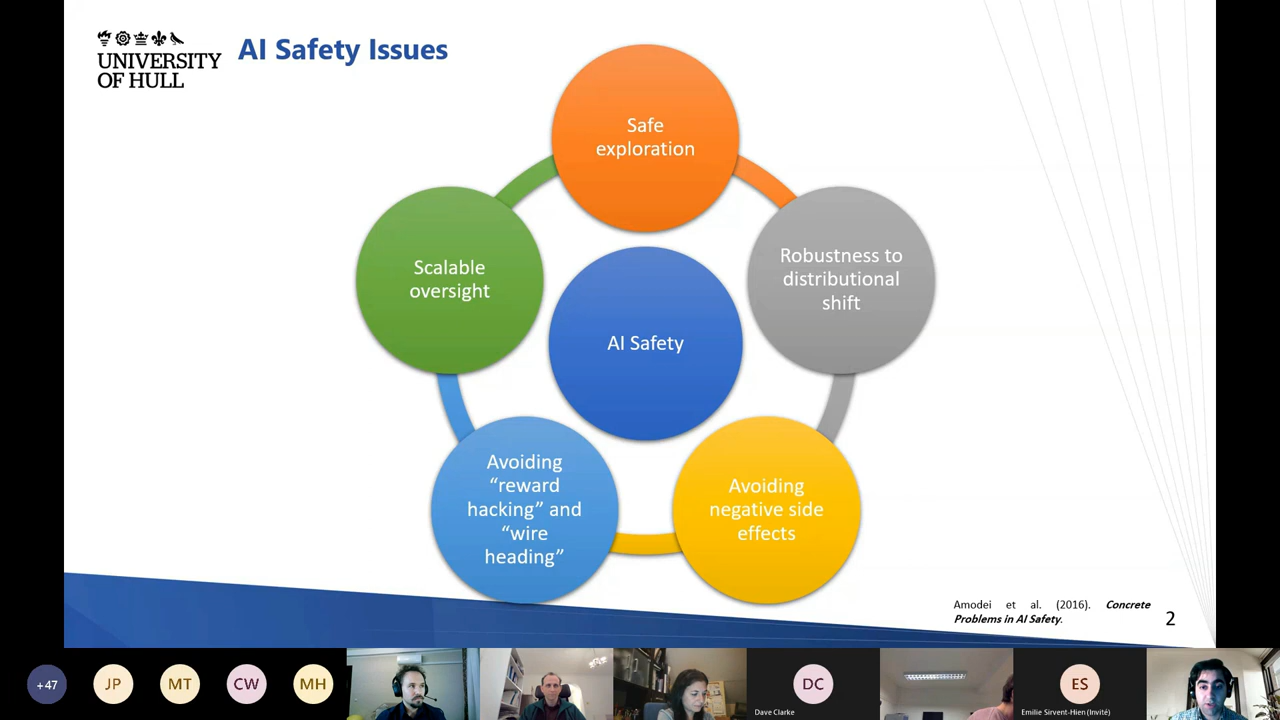 UNIVERSITY
OF HULL
AI Safety Issues
Safe
exploration
Robustness to
distributional
shift
Avoiding
negative side
effects
Avoiding
“reward
hacking” and
“wire
heading”
Scalable
oversight
AI Safety
Amodei et al. (2016). Concrete
Problems in AI Safety.
2
+47
JP
MT
CW
MH
DC
Dave Clarke
ES
Emilie Sirvent-Hien (Invité)